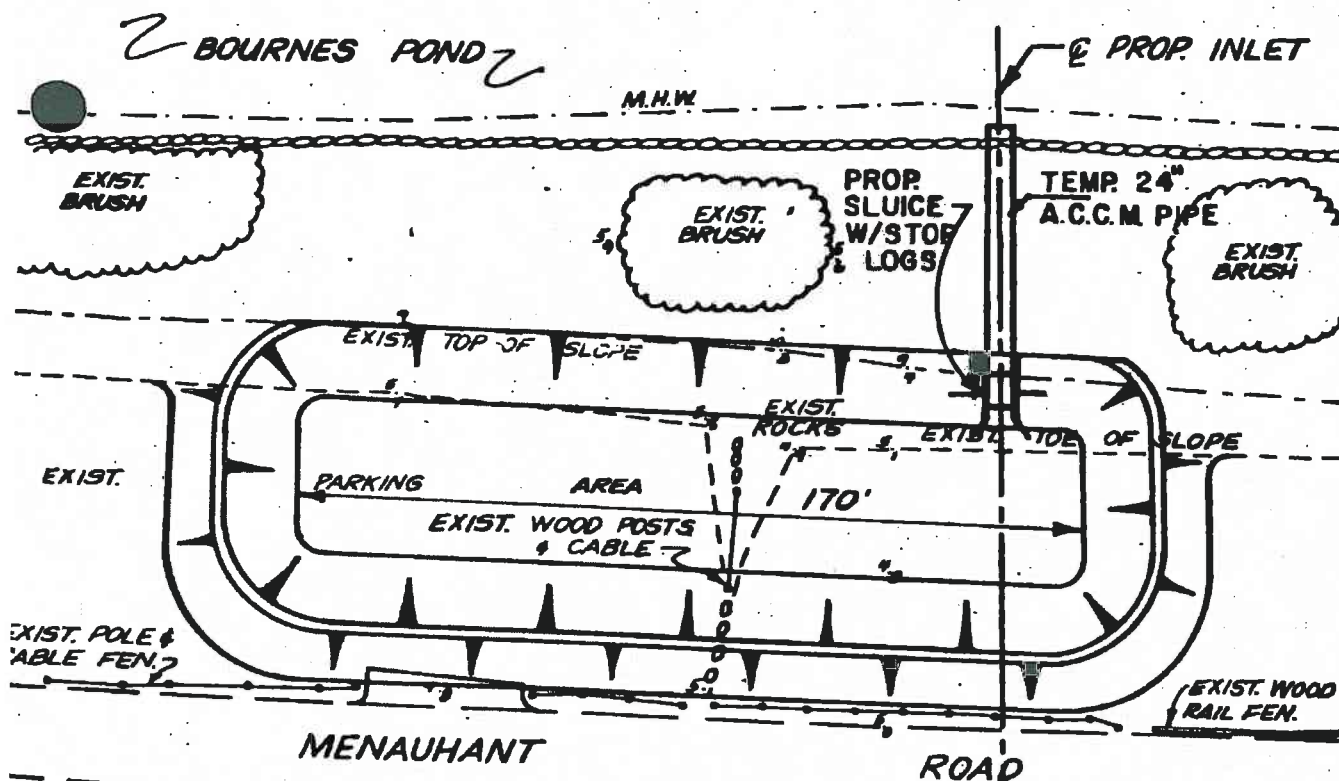 BOURNES POND
℄ PROP. INLET
M.H.W.
EXIST.
BRUSH
EXIST.
BRUSH
PROP.
SLUICE
W/STOP
LOGS
TEMP. 24"
A.C.C.M. PIPE
EXIST.
BRUSH
EXIST. TOP OF SLOPE
EXIST.
ROCKS
EXIST. TOE OF SLOPE
EXIST.
PARKING AREA
170'
EXIST. WOOD POSTS
& CABLE
EXIST. POLE &
CABLE FEN.
EXIST. WOOD
RAIL FEN.
MENAUHANT ROAD